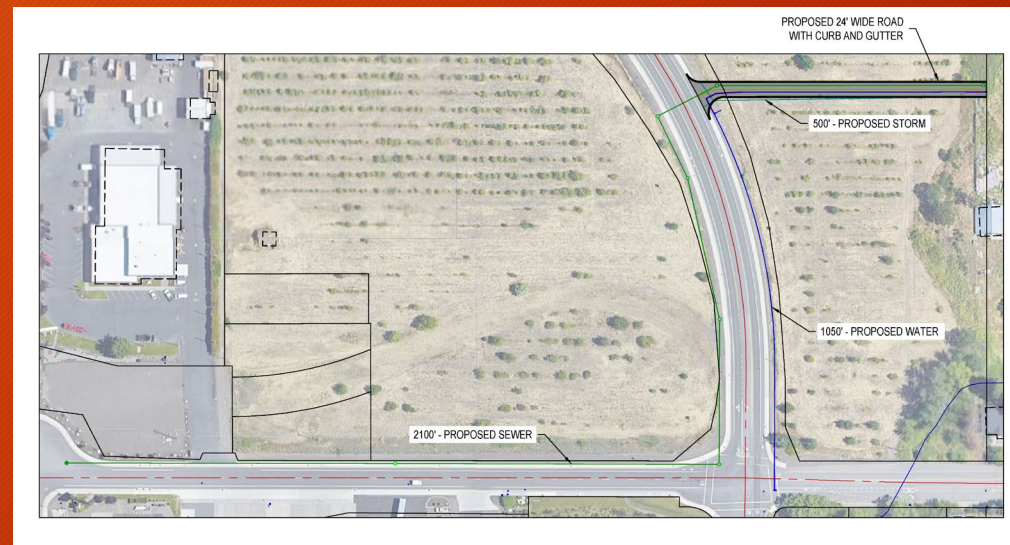 PROPOSED 24' WIDE ROAD
WITH CURB AND GUTTER
500' - PROPOSED STORM
1050' - PROPOSED WATER
2100' - PROPOSED SEWER